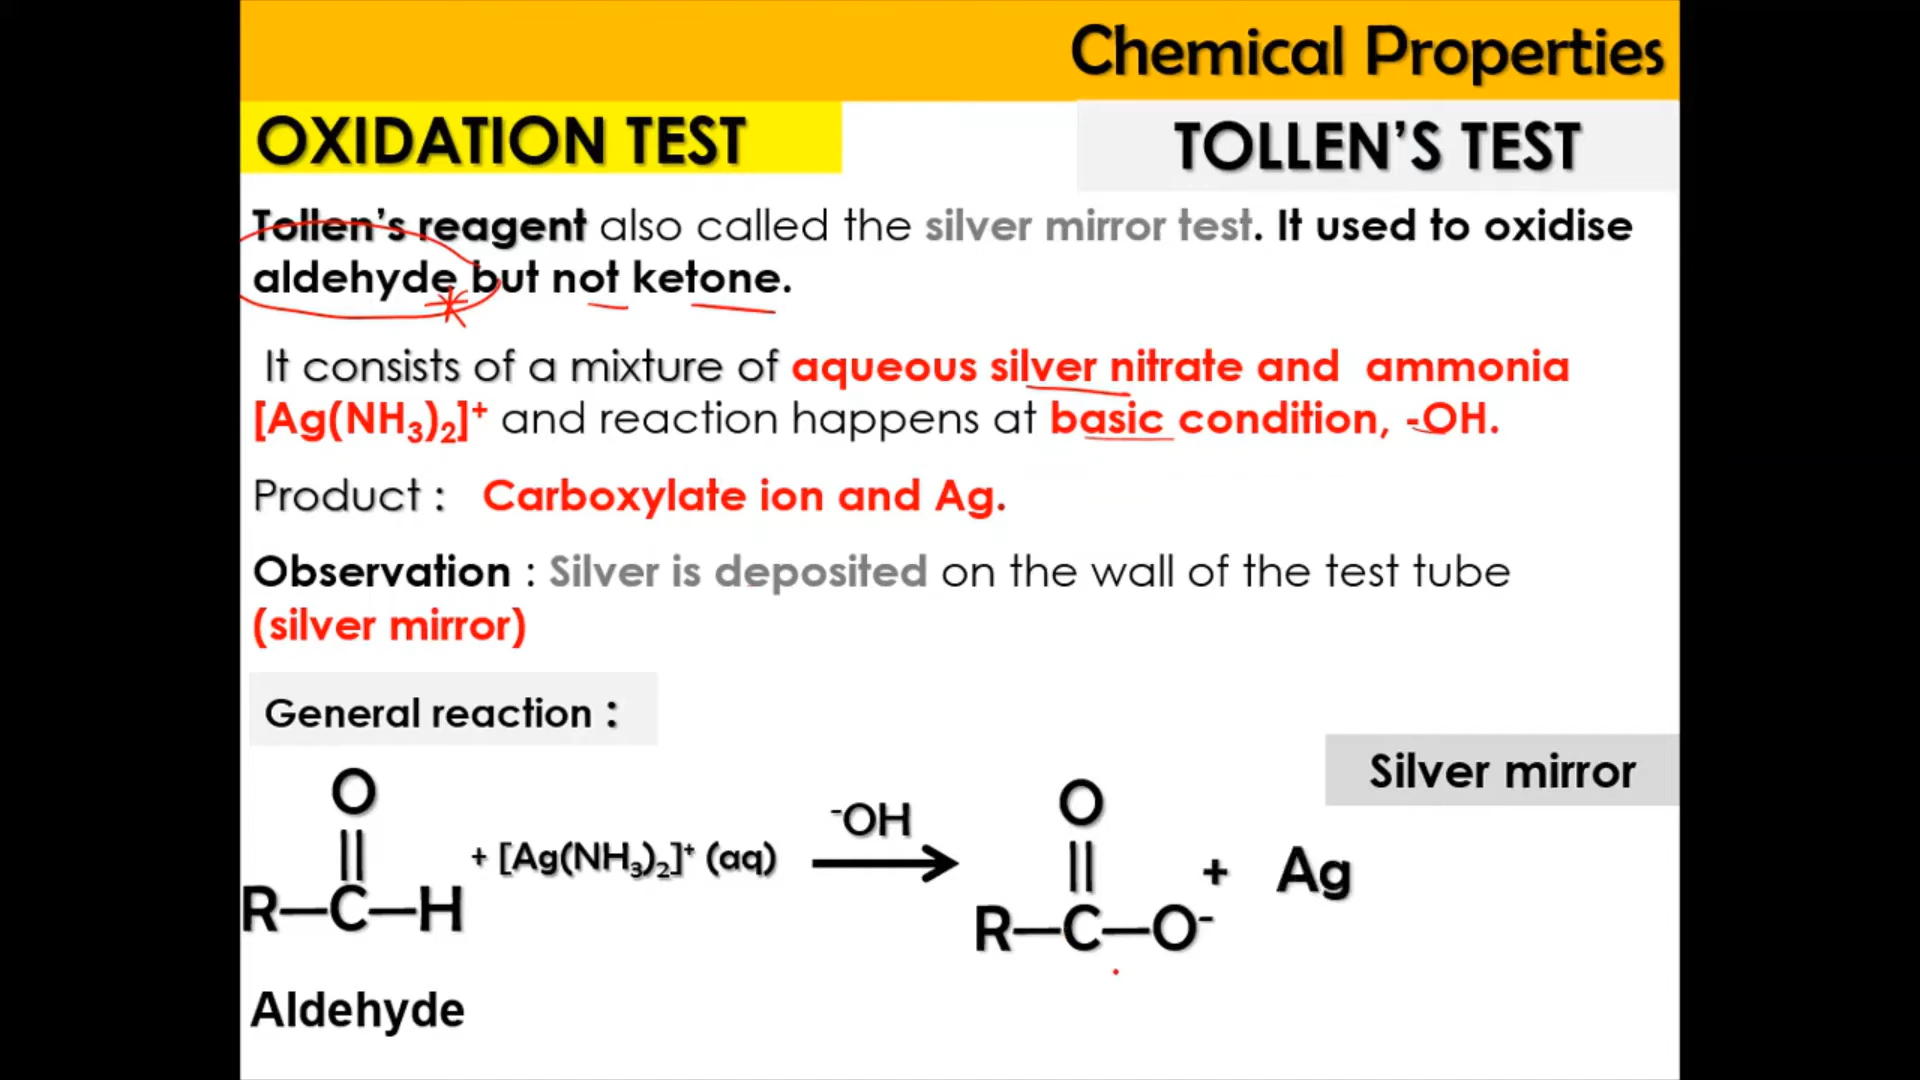 Chemical Properties
OXIDATION TEST
TOLLEN’S TEST
Tollen’s reagent also called the silver mirror test. It used to oxidise
aldehyde but not ketone.
It consists of a mixture of aqueous silver nitrate and ammonia
[Ag(NH₃)₂]⁺ and reaction happens at basic condition, -OH.
Product : Carboxylate ion and Ag.
Observation : Silver is deposited on the wall of the test tube
(silver mirror)
General reaction :
Silver mirror
O
||
R—C—H
+ [Ag(NH₃)₂]⁺ (aq)
⁻OH
O
||
R—C—O⁻
+ Ag
Aldehyde